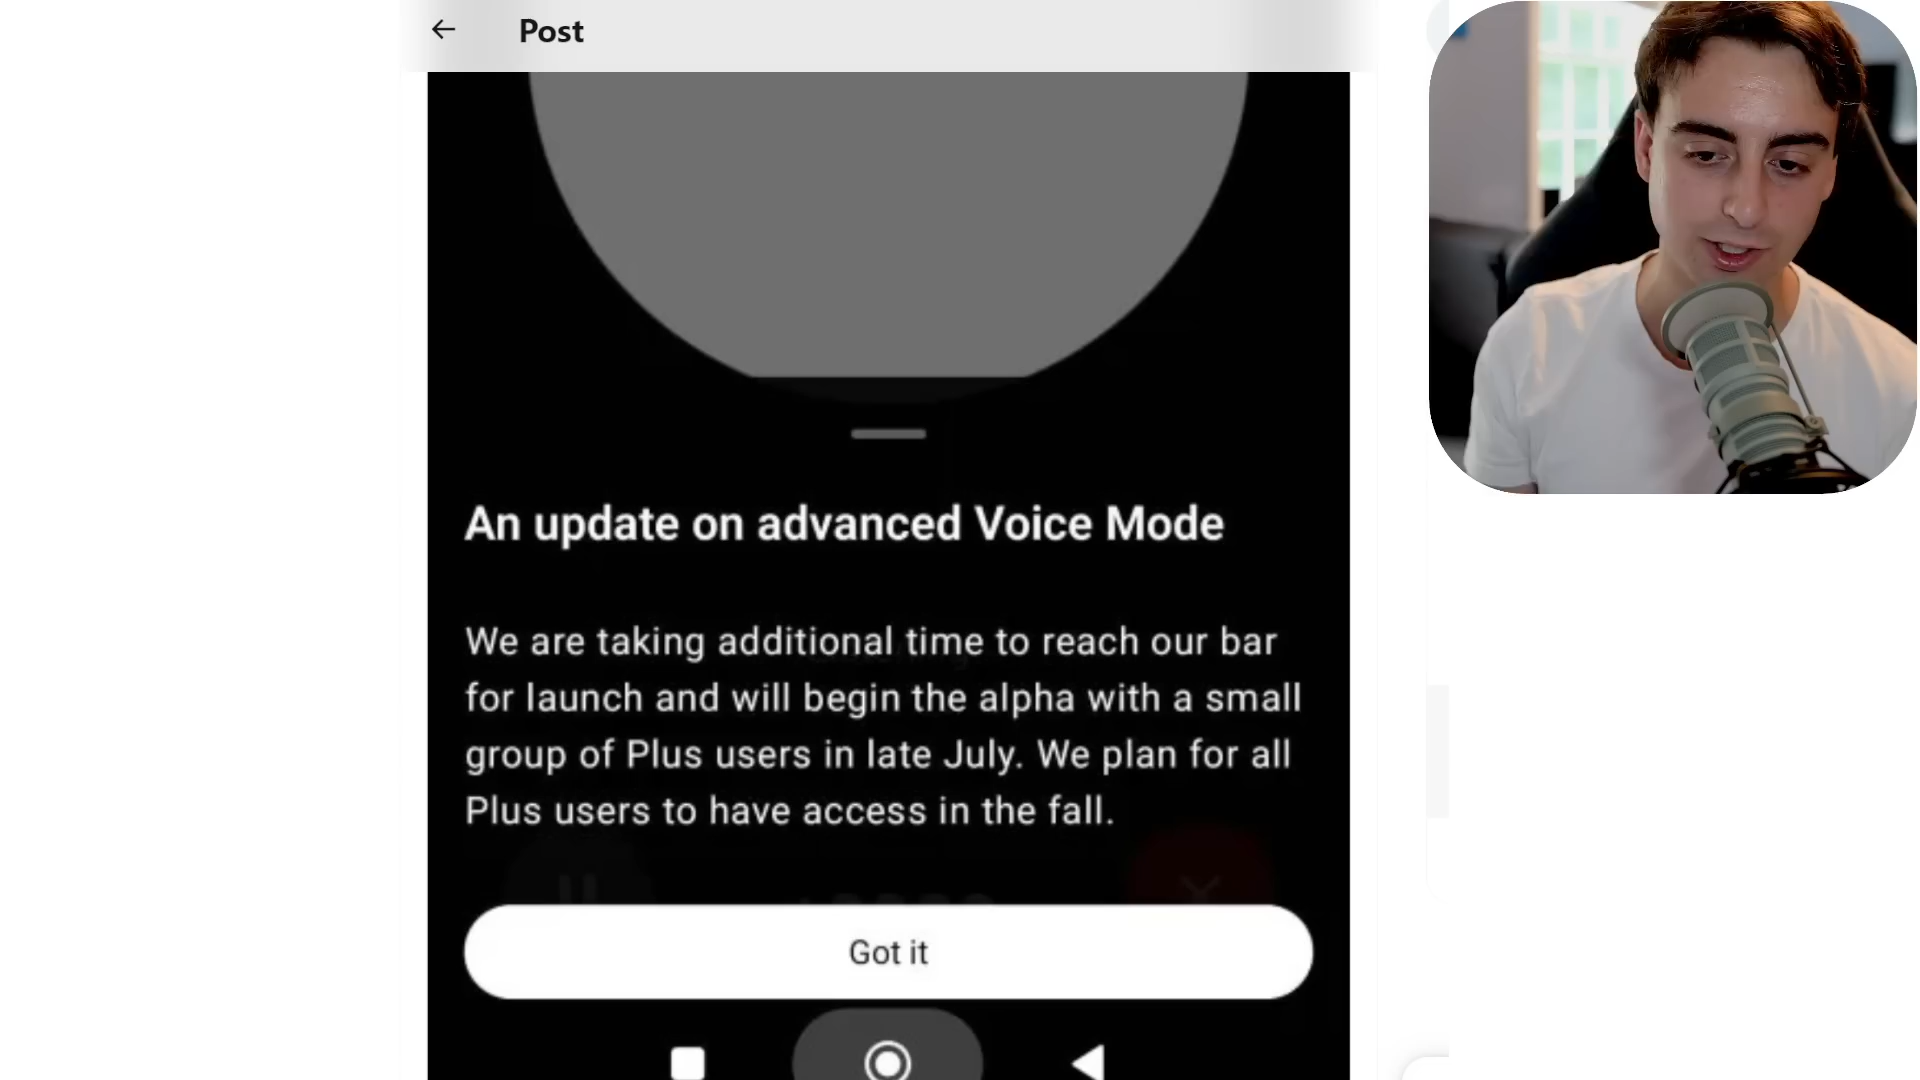 Post
An update on advanced Voice Mode
We are taking additional time to reach our bar
for launch and will begin the alpha with a small
group of Plus users in late July. We plan for all
Plus users to have access in the fall.
Got it